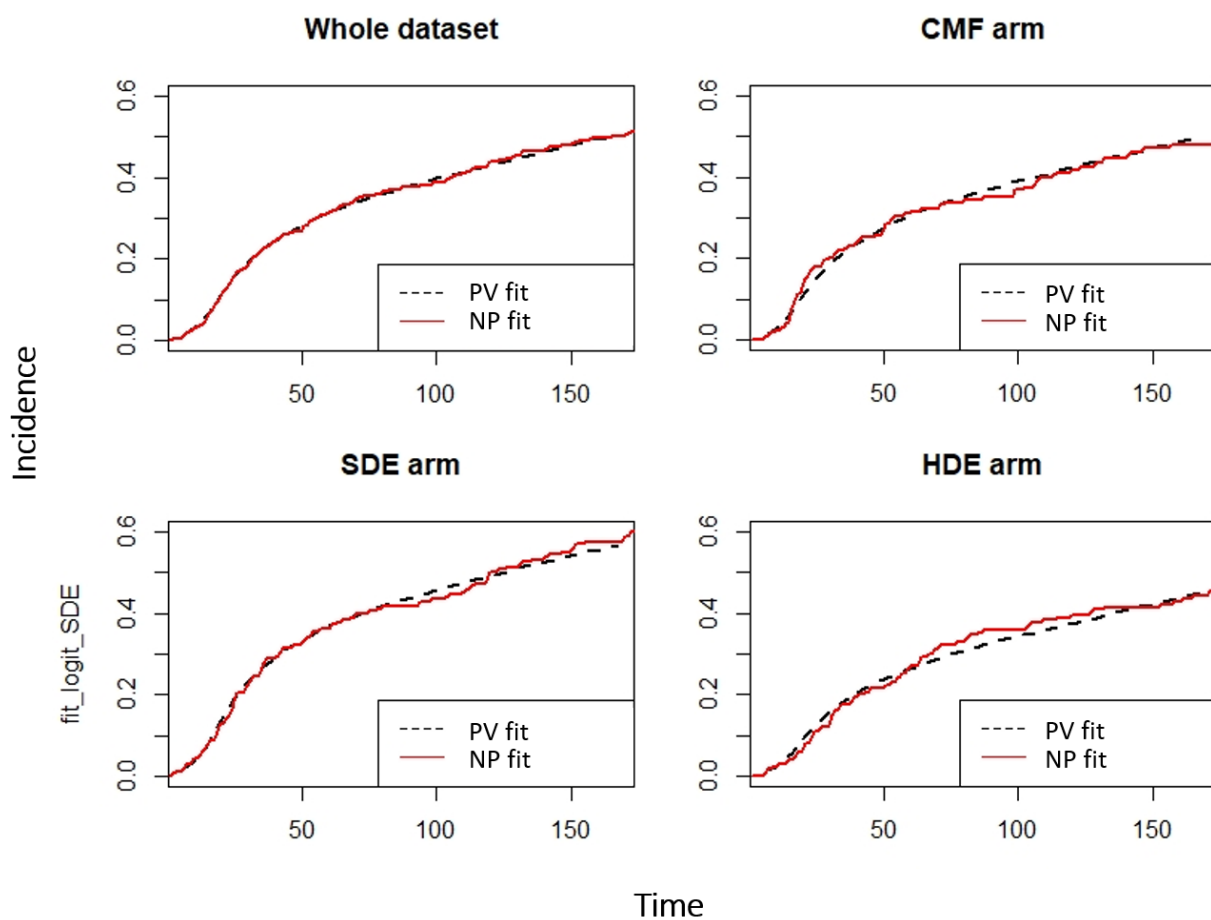 Whole dataset
0.0 0.2 0.4 0.6
PV fit
NP fit
50 100 150
CMF arm
0.0 0.2 0.4 0.6
PV fit
NP fit
50 100 150
Incidence
SDE arm
fit_logit_SDE
0.0 0.2 0.4 0.6
PV fit
NP fit
50 100 150
HDE arm
0.0 0.2 0.4 0.6
PV fit
NP fit
50 100 150
Time